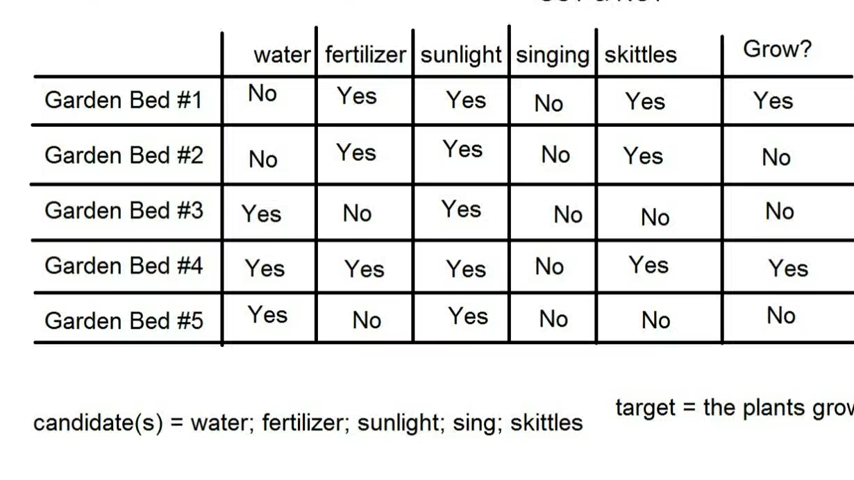 water fertilizer sunlight singing skittles Grow?
Garden Bed #1 No Yes Yes No Yes Yes
Garden Bed #2 No Yes Yes No Yes No
Garden Bed #3 Yes No Yes No No No
Garden Bed #4 Yes Yes Yes No Yes Yes
Garden Bed #5 Yes No Yes No No No
candidate(s) = water; fertilizer; sunlight; sing; skittles
target = the plants grow